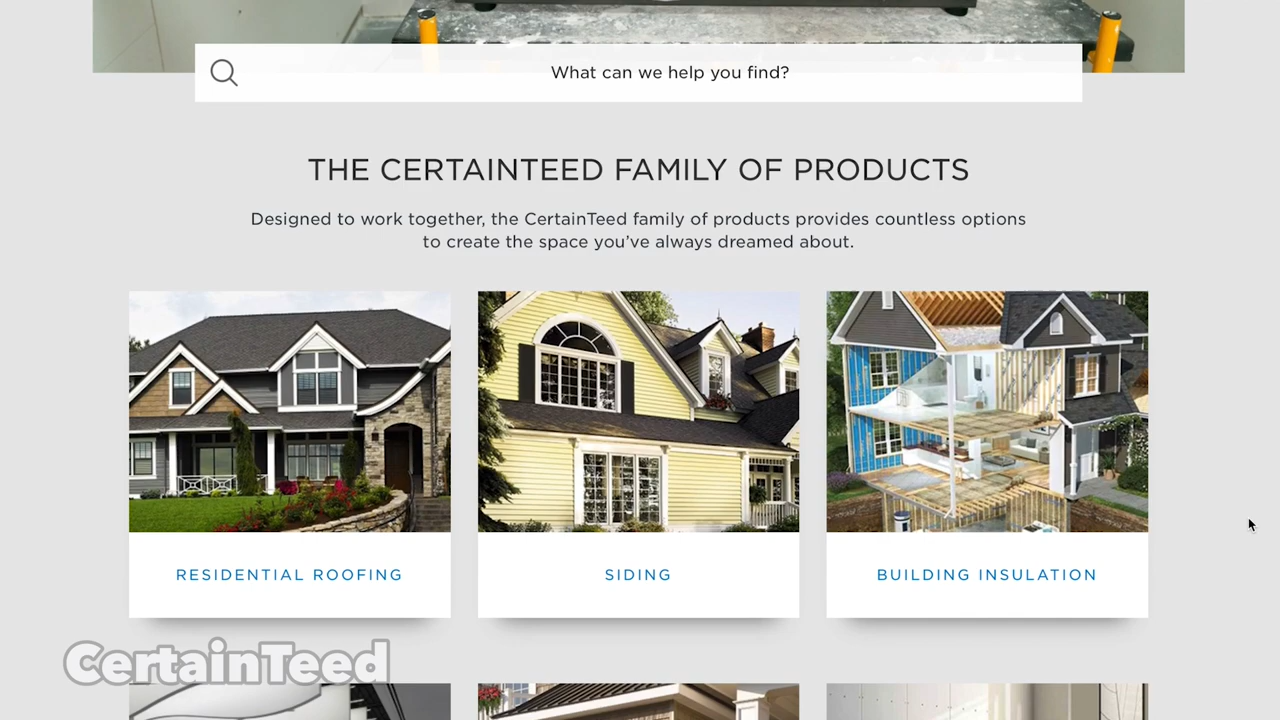 What can we help you find?
THE CERTAINTEED FAMILY OF PRODUCTS
Designed to work together, the CertainTeed family of products provides countless options
to create the space you’ve always dreamed about.
RESIDENTIAL ROOFING
SIDING
BUILDING INSULATION
CertainTeed